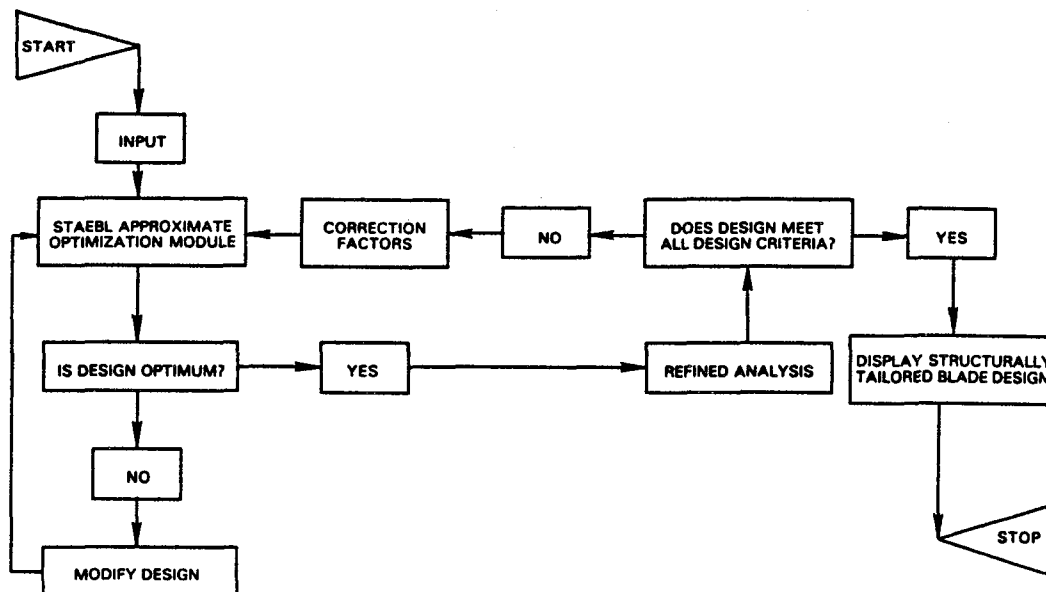 START
INPUT
STAEBL APPROXIMATE
OPTIMIZATION MODULE
CORRECTION
FACTORS
NO
DOES DESIGN MEET
ALL DESIGN CRITERIA?
YES
IS DESIGN OPTIMUM?
YES
REFINED ANALYSIS
DISPLAY STRUCTURALLY
TAILORED BLADE DESIGN
NO
MODIFY DESIGN
STOP